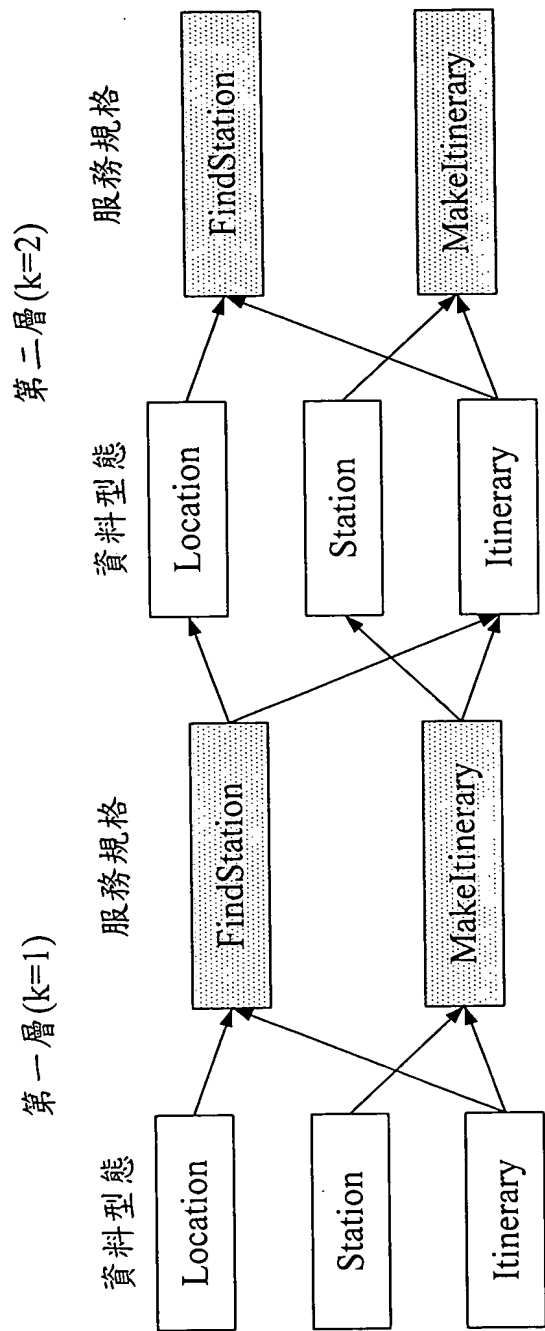 第一層(k=1)
第二層(k=2)
資料型態
服務規格
資料型態
服務規格
Location
FindStation
Location
FindStation
Station
Station
Itinerary
MakeItinerary
Itinerary
MakeItinerary